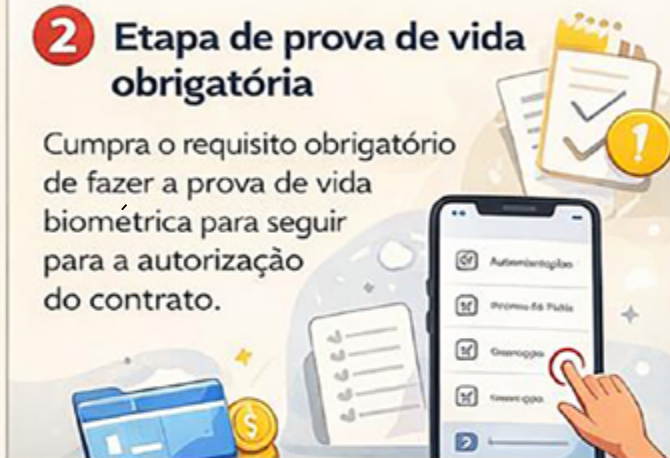 2 Etapa de prova de vida
obrigatória
Cumpra o requisito obrigatório
de fazer a prova de vida
biométrica para seguir
para a autorização
do contrato.